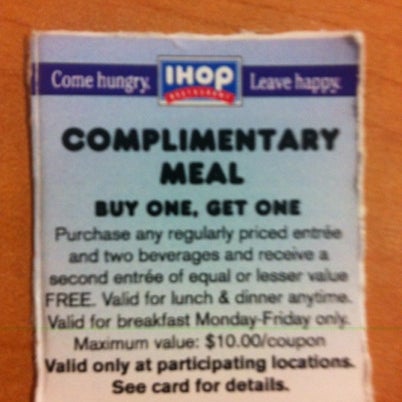 Come hungry. IHOP RESTAURANT Leave happy.
COMPLIMENTARY
MEAL
BUY ONE, GET ONE
Purchase any regularly priced entrée
and two beverages and receive a
second entrée of equal or lesser value
FREE. Valid for lunch & dinner anytime.
Valid for breakfast Monday-Friday only.
Maximum value: $10.00/coupon
Valid only at participating locations.
See card for details.